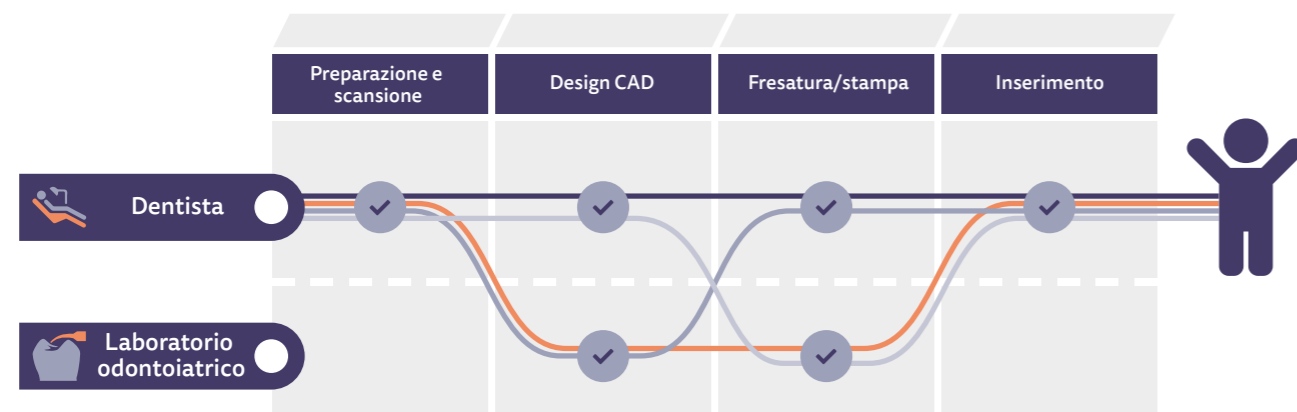 Preparazione e
scansione
Design CAD
Fresatura/stampa
Inserimento
Dentista
Laboratorio
odontoiatrico